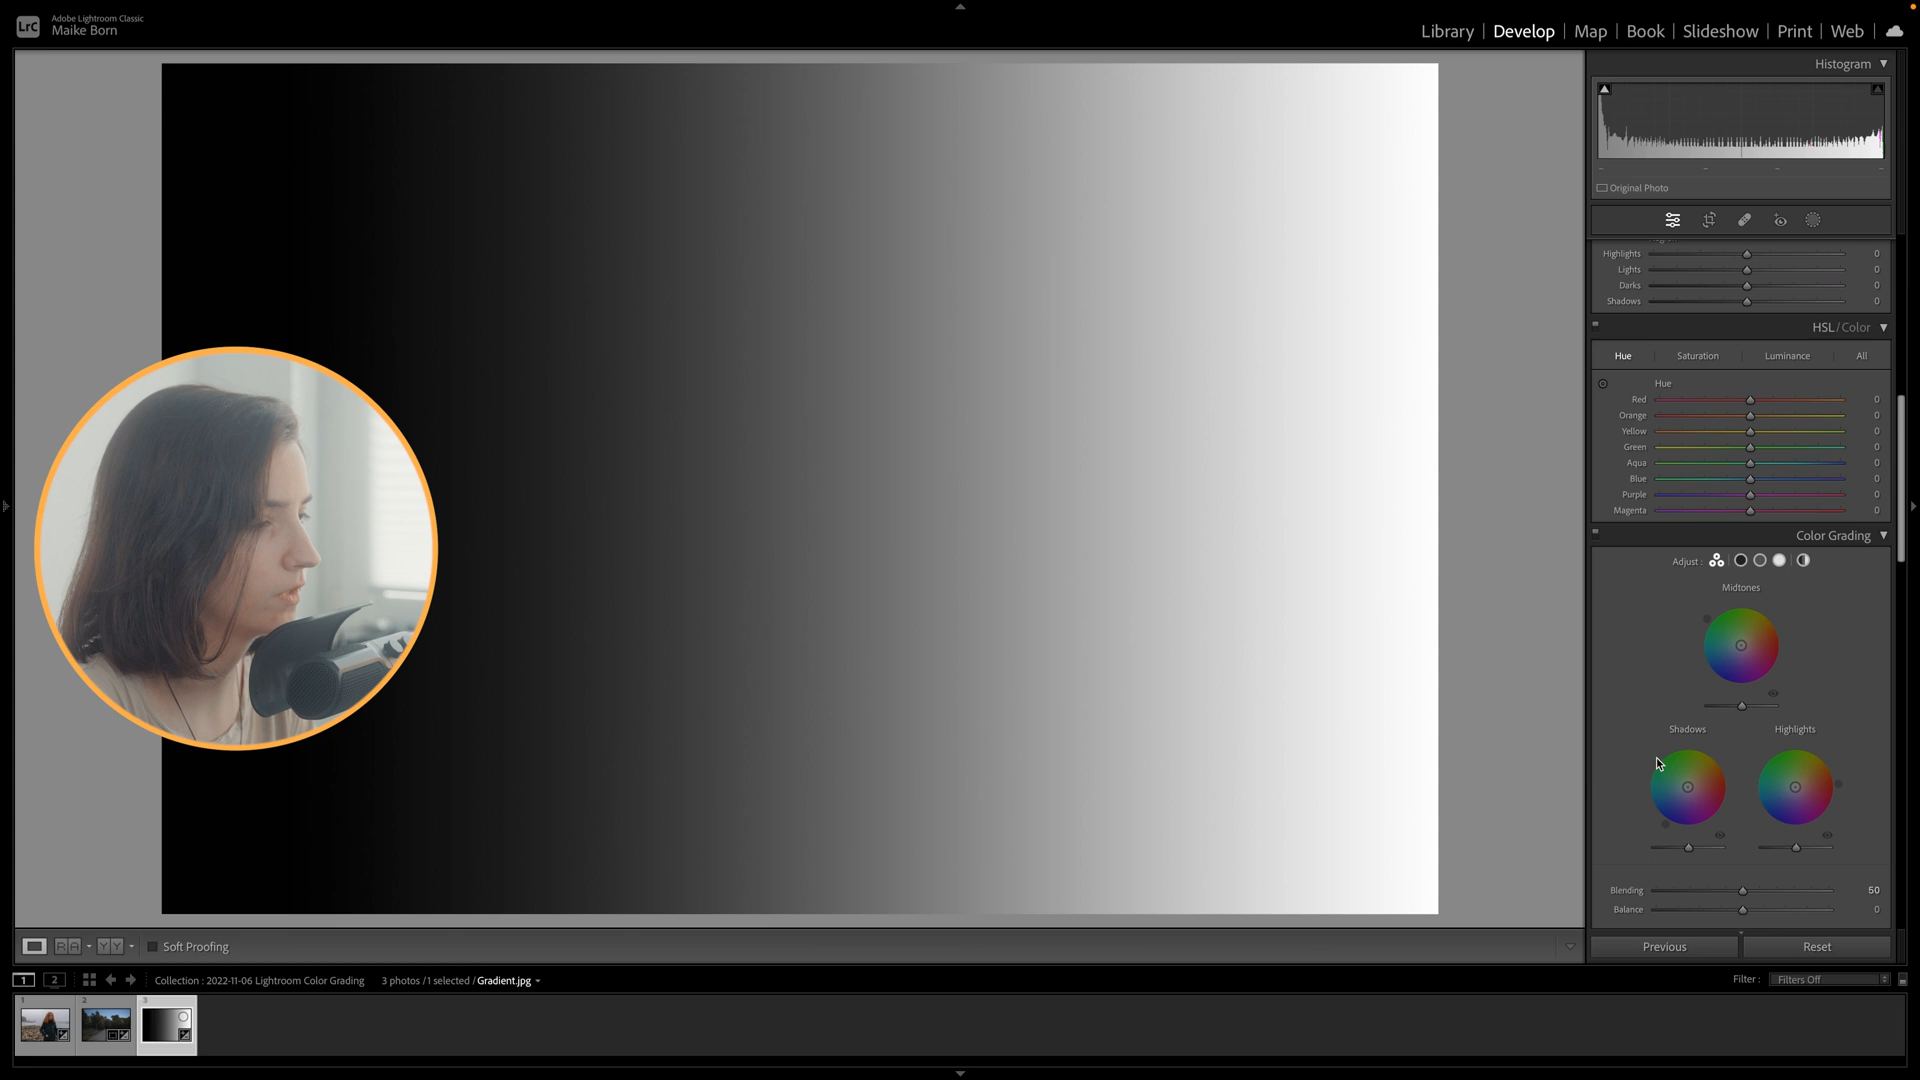 LrC
Adobe Lightroom Classic
Maike Born
Library | Develop | Map | Book | Slideshow | Print | Web
Histogram
Original Photo
Highlights 0
Lights 0
Darks 0
Shadows 0
HSL / Color
Hue Saturation Luminance All
Hue
Red 0
Orange 0
Yellow 0
Green 0
Aqua 0
Blue 0
Purple 0
Magenta 0
Color Grading
Adjust :
Midtones
Shadows Highlights
Blending 50
Balance 0
Previous Reset
R A Y Y Soft Proofing
1 2 Collection : 2022-11-06 Lightroom Color Grading 3 photos / 1 selected / Gradient.jpg
Filter : Filters Off
1 2 3